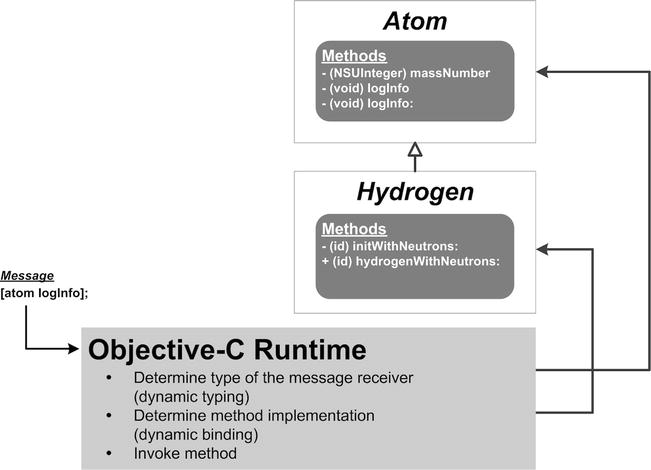 Atom
Methods
- (NSUInteger) massNumber
- (void) logInfo
- (void) logInfo:
Hydrogen
Methods
- (id) initWithNeutrons:
+ (id) hydrogenWithNeutrons:
Message
[atom logInfo];
Objective-C Runtime
• Determine type of the message receiver
(dynamic typing)
• Determine method implementation
(dynamic binding)
• Invoke method